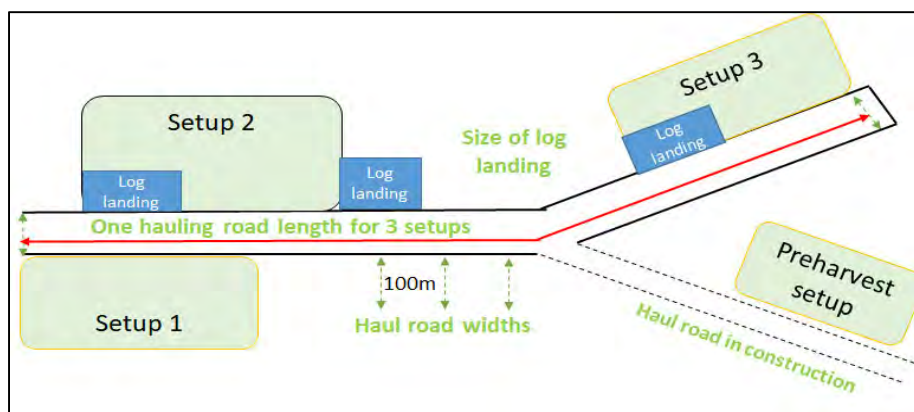 Setup 2
Log
landing
Log
landing
Size of log
landing
Setup 3
Log
landing
One hauling road length for 3 setups
Setup 1
100m
Haul road widths
Preharvest
setup
Haul road in construction